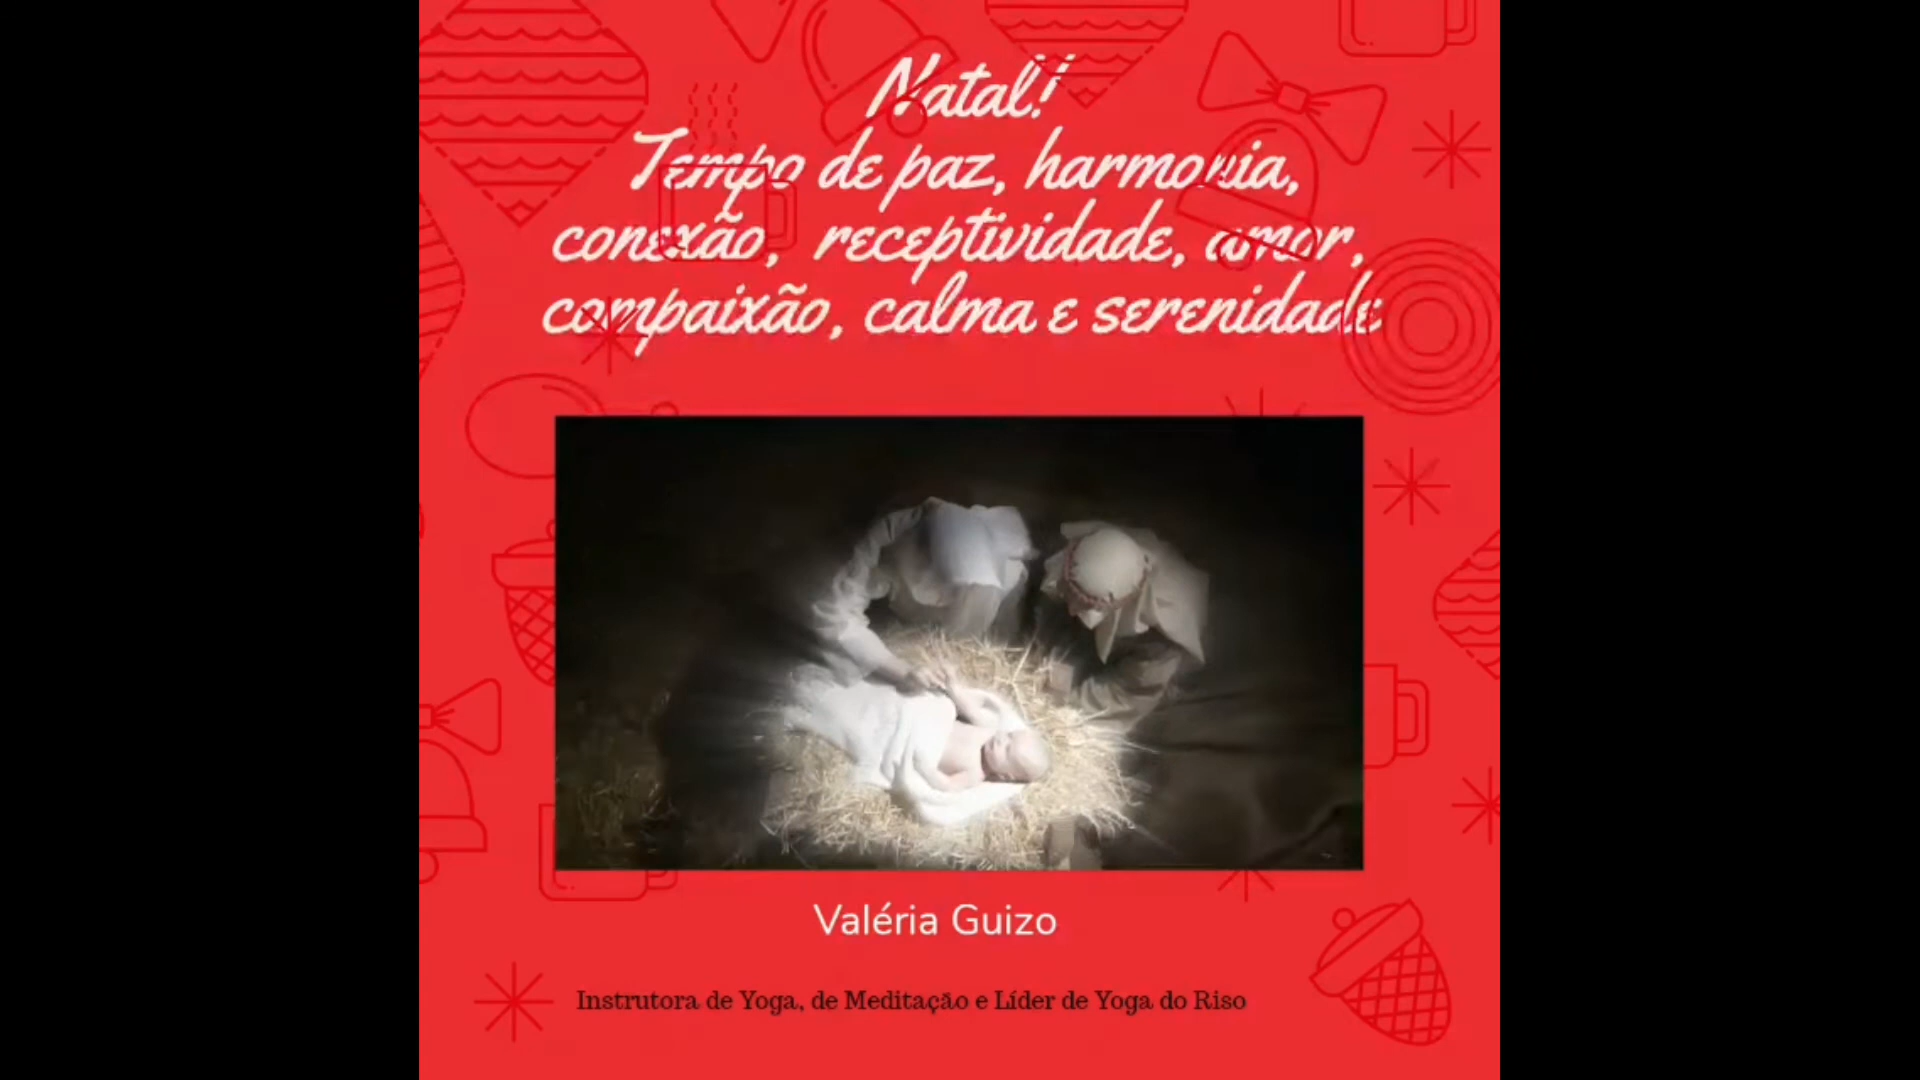 Natal!
Tempo de paz, harmonia,
conexão, receptividade, amor,
compaixão, calma e serenidade
Valéria Guizo
Instrutora de Yoga, de Meditação e Líder de Yoga do Riso